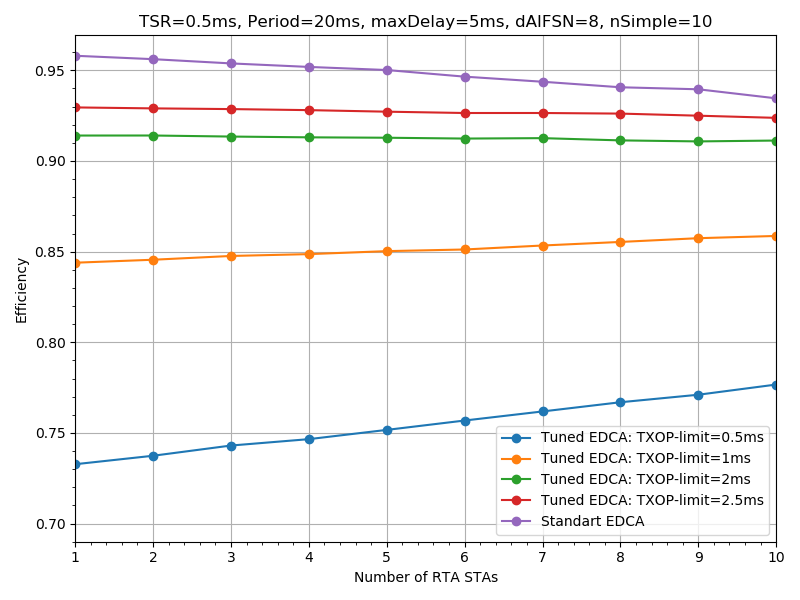 TSR=0.5ms, Period=20ms, maxDelay=5ms, dAIFSN=8, nSimple=10
Efficiency
0.95
0.90
0.85
0.80
0.75
0.70
Tuned EDCA: TXOP-limit=0.5ms
Tuned EDCA: TXOP-limit=1ms
Tuned EDCA: TXOP-limit=2ms
Tuned EDCA: TXOP-limit=2.5ms
Standart EDCA
1 2 3 4 5 6 7 8 9 10
Number of RTA STAs